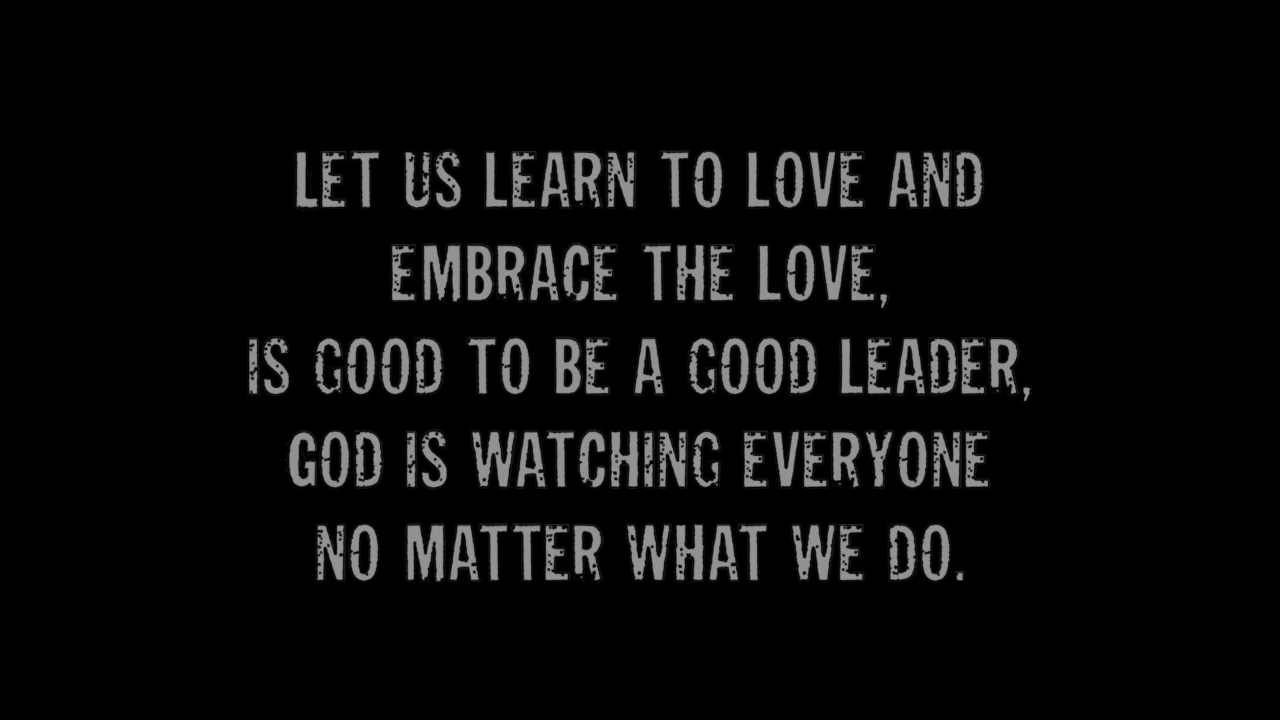 LET US LEARN TO LOVE AND
EMBRACE THE LOVE,
IS GOOD TO BE A GOOD LEADER,
GOD IS WATCHING EVERYONE
NO MATTER WHAT WE DO.